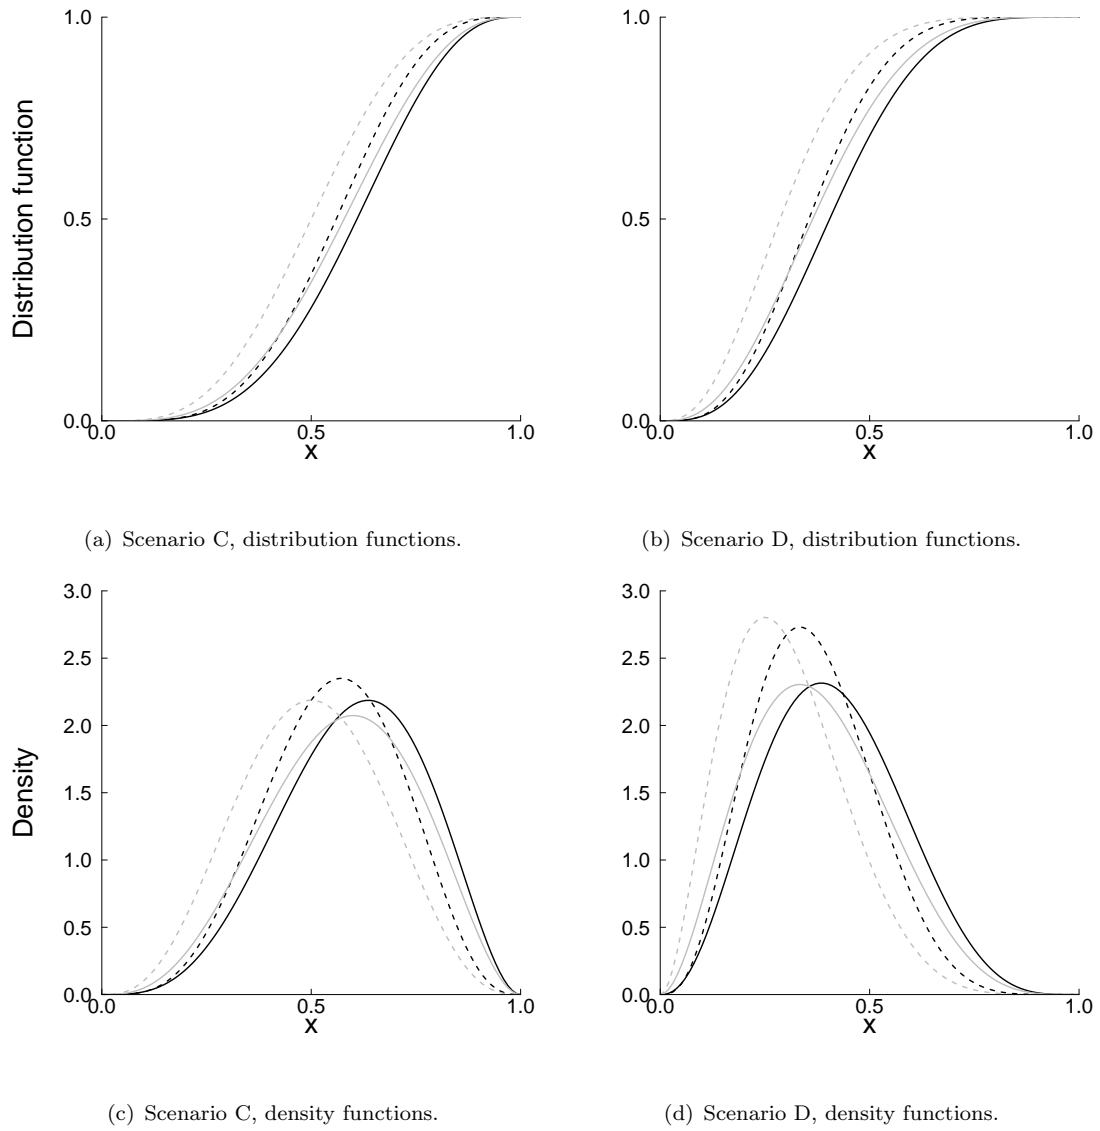 1.0
0.5
0.0
Distribution function
0.0 0.5 1.0
x
1.0
0.5
0.0
0.0 0.5 1.0
x
(a) Scenario C, distribution functions.
(b) Scenario D, distribution functions.
3.0
2.5
2.0
1.5
1.0
0.5
0.0
Density
0.0 0.5 1.0
x
3.0
2.5
2.0
1.5
1.0
0.5
0.0
0.0 0.5 1.0
x
(c) Scenario C, density functions.
(d) Scenario D, density functions.